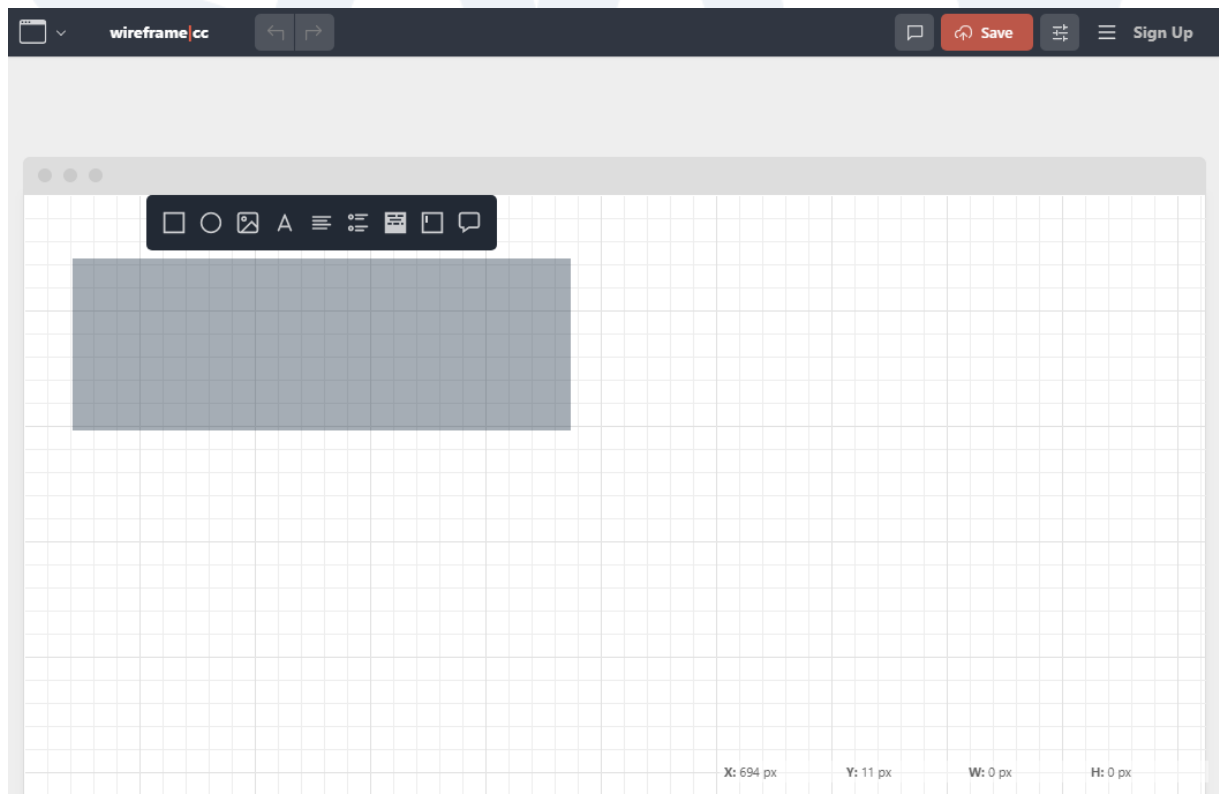 wireframe|cc
Save
Sign Up
A
X: 694 px Y: 11 px W: 0 px H: 0 px